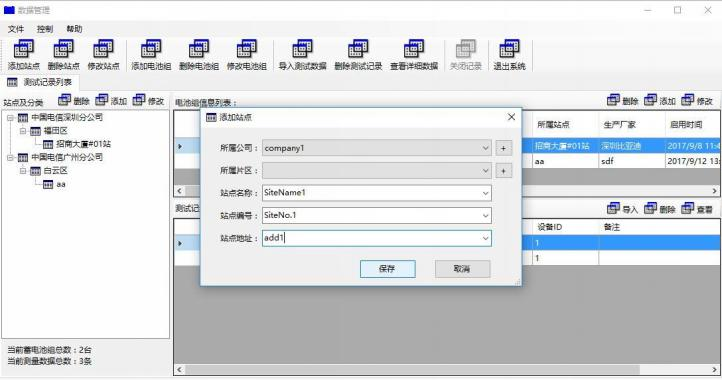 数据管理
文件 控制 帮助
添加站点 删除站点 修改站点 添加电池组 删除电池组 修改电池组 导入测试数据 删除测试记录 查看详细数据 关闭记录 退出系统
测试记录列表
站点及分类 删除 添加 修改
中国电信深圳分公司
福田区
招商大厦#01站
中国电信广州分公司
白云区
aa
当前蓄电池组总数：2台
当前测量数据总数：3条
电池组信息列表： 删除 添加 修改
所属站点 生产厂家 启用时间
招商大厦#01站 深圳比亚迪 2017/9/8 11:4
aa sdf 2017/9/12 13:
添加站点
所属公司： company1 +
所属片区： +
站点名称： SiteName1
站点编号： SiteNo.1
站点地址： add1
保存 取消
测试记 导入 删除 查看
设备ID 备注
1
1